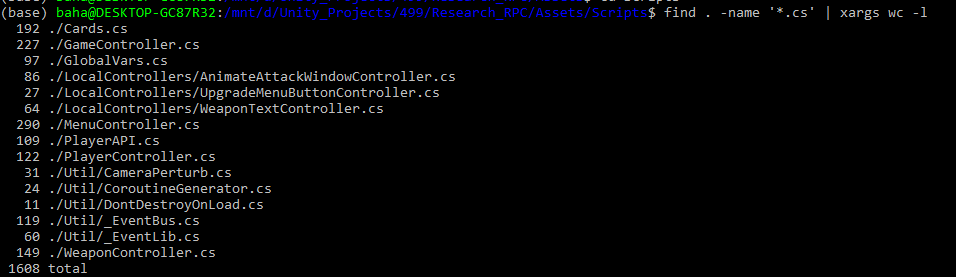 (base) baha@DESKTOP-GC87R32:/mnt/d/Unity_Projects/499/Research_RPC/Assets/Scripts$ find . -name '*.cs' | xargs wc -l
192 ./Cards.cs
227 ./GameController.cs
97 ./GlobalVars.cs
86 ./LocalControllers/AnimateAttackWindowController.cs
27 ./LocalControllers/UpgradeMenuButtonController.cs
64 ./LocalControllers/WeaponTextController.cs
290 ./MenuController.cs
109 ./PlayerAPI.cs
122 ./PlayerController.cs
31 ./Util/CameraPerturb.cs
24 ./Util/CoroutineGenerator.cs
11 ./Util/DontDestroyOnLoad.cs
119 ./Util/_EventBus.cs
60 ./Util/_EventLib.cs
149 ./WeaponController.cs
1608 total